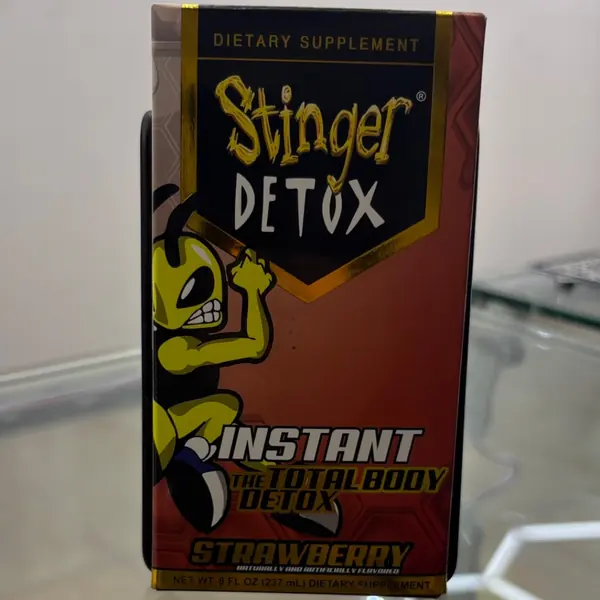 DIETARY SUPPLEMENT
Stinger®
DETOX
INSTANT
THE TOTAL BODY
DETOX
STRAWBERRY
NATURALLY AND ARTIFICIALLY FLAVORED
NET WT 8 FL OZ (237 mL) DIETARY SUPPLEMENT